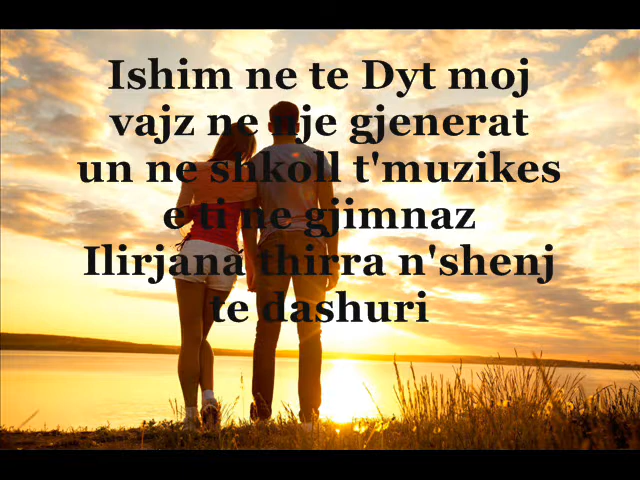 Ishim ne te Dyt moj
vajz ne nje gjenerat
un ne shkoll t'muzikes
e ti ne gjimnaz
Ilirjana thirra n'shenj
te dashuri